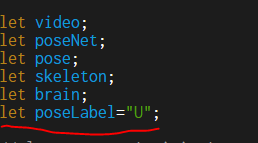 let video;
let poseNet;
let pose;
let skeleton;
let brain;
let poseLabel="U";